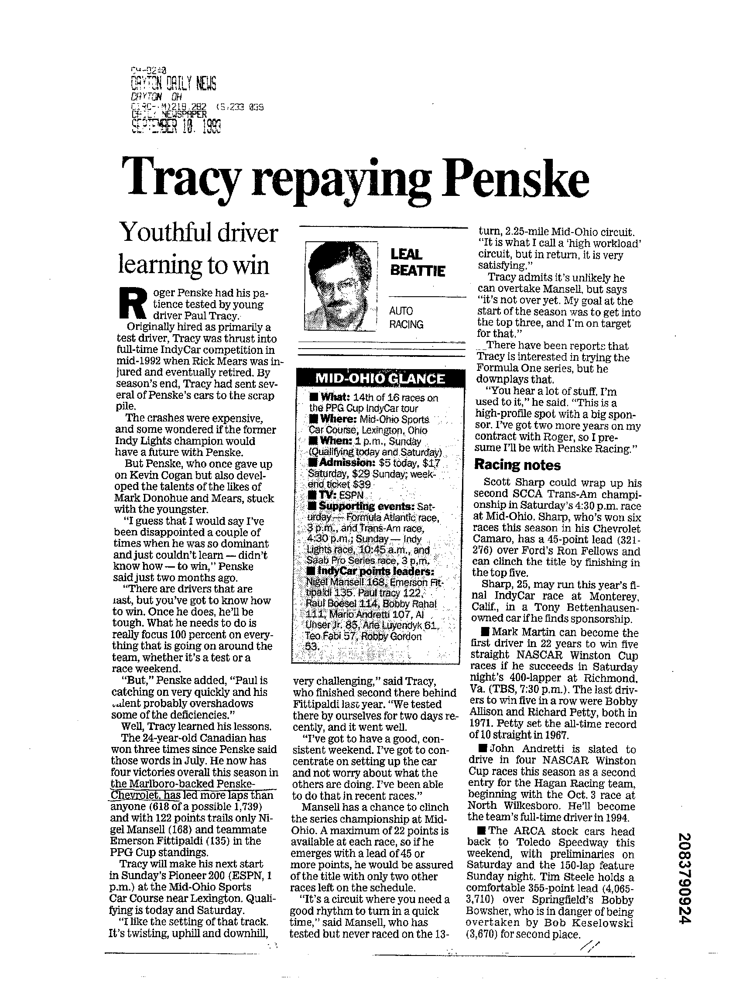 DAYTON DAILY NEWS
DAYTON OH
DAILY NEWSPAPER
SEPTEMBER 10. 1993
Tracy repaying Penske
Youthful driver
learning to win
Roger Penske had his pa-
tience tested by young
driver Paul Tracy.
Originally hired as primarily a
test driver, Tracy was thrust into
full-time IndyCar competition in
mid-1992 when Rick Mears was in-
jured and eventually retired. By
season's end, Tracy had sent sev-
eral of Penske's cars to the scrap
pile.
The crashes were expensive,
and some wondered if the former
Indy Lights champion would
have a future with Penske.
But Penske, who once gave up
on Kevin Cogan but also devel-
oped the talents of the likes of
Mark Donohue and Mears, stuck
with the youngster.
"I guess that I would say I've
been disappointed a couple of
times when he was so dominant
and just couldn't learn — didn't
know how — to win," Penske
said just two months ago.
"There are drivers that are
fast, but you've got to know how
to win. Once he does, he'll be
tough. What he needs to do is
really focus 100 percent on every-
thing that is going on around the
team, whether it's a test or a
race weekend.
"But," Penske added, "Paul is
catching on very quickly and his
talent probably overshadows
some of the deficiencies."
Well, Tracy learned his lessons.
The 24-year-old Canadian has
won three times since Penske said
those words in July. He now has
four victories overall this season in
the Marlboro-backed Penske-
Chevrolet, has led more laps than
anyone (618 of a possible 1,739)
and with 122 points trails only Ni-
gel Mansell (168) and teammate
Emerson Fittipaldi (135) in the
PPG Cup standings.
Tracy will make his next start
in Sunday's Pioneer 200 (ESPN, 1
p.m.) at the Mid-Ohio Sports
Car Course near Lexington. Quali-
fying is today and Saturday.
"I like the setting of that track.
It's twisting, uphill and downhill,
LEAL
BEATTIE
AUTO
RACING
MID-OHIO GLANCE
■ What: 14th of 16 races on
the PPG Cup IndyCar tour
■ Where: Mid-Ohio Sports
Car Course, Lexington, Ohio
■ When: 1 p.m., Sunday
(Qualifying today and Saturday)
■ Admission: $5 today, $17
Saturday, $29 Sunday; week-
end ticket $39
■ TV: ESPN
■ Supporting events: Sat-
urday — Formula Atlantic race,
3 p.m., and Trans-Am race,
4:30 p.m.; Sunday — Indy
Lights race, 10:45 a.m., and
Saab Pro Series race, 3 p.m.
■ IndyCar points leaders:
Nigel Mansell 168, Emerson Fit-
tipaldi 135, Paul tracy 122,
Raul Boesel 114, Bobby Rahal
111, Mario Andretti 107, Al
Unser Jr. 85, Arie Luyendyk 61,
Teo Fabi 57, Robby Gordon
53.
very challenging," said Tracy,
who finished second there behind
Fittipaldi last year. "We tested
there by ourselves for two days re-
cently, and it went well.
"I've got to have a good, con-
sistent weekend. I've got to con-
centrate on setting up the car
and not worry about what the
others are doing. I've been able
to do that in recent races."
Mansell has a chance to clinch
the series championship at Mid-
Ohio. A maximum of 22 points is
available at each race, so if he
emerges with a lead of 45 or
more points, he would be assured
of the title with only two other
races left on the schedule.
"It's a circuit where you need a
good rhythm to turn in a quick
time," said Mansell, who has
tested but never raced on the 13-
turn, 2.25-mile Mid-Ohio circuit.
"It is what I call a 'high workload'
circuit, but in return, it is very
satisfying."
Tracy admits it's unlikely he
can overtake Mansell, but says
"it's not over yet. My goal at the
start of the season was to get into
the top three, and I'm on target
for that."
There have been reports that
Tracy is interested in trying the
Formula One series, but he
downplays that.
"You hear a lot of stuff, I'm
used to it," he said. "This is a
high-profile spot with a big spon-
sor. I've got two more years on my
contract with Roger, so I pre-
sume I'll be with Penske Racing."
Racing notes
Scott Sharp could wrap up his
second SCCA Trans-Am champi-
onship in Saturday's 4:30 p.m. race
at Mid-Ohio. Sharp, who's won six
races this season in his Chevrolet
Camaro, has a 45-point lead (321-
276) over Ford's Ron Fellows and
can clinch the title by finishing in
the top five.
Sharp, 25, may run this year's fi-
nal IndyCar race at Monterey,
Calif., in a Tony Bettenhausen-
owned car if he finds sponsorship.
■ Mark Martin can become the
first driver in 22 years to win five
straight NASCAR Winston Cup
races if he succeeds in Saturday
night's 400-lapper at Richmond,
Va. (TBS, 7:30 p.m.). The last driv-
ers to win five in a row were Bobby
Allison and Richard Petty, both in
1971. Petty set the all-time record
of 10 straight in 1967.
■ John Andretti is slated to
drive in four NASCAR Winston
Cup races this season as a second
entry for the Hagan Racing team,
beginning with the Oct. 3 race at
North Wilkesboro. He'll become
the team's full-time driver in 1994.
■ The ARCA stock cars head
back to Toledo Speedway this
weekend, with preliminaries on
Saturday and the 150-lap feature
Sunday night. Tim Steele holds a
comfortable 355-point lead (4,065-
3,710) over Springfield's Bobby
Bowsher, who is in danger of being
overtaken by Bob Keselowski
(3,670) for second place.
2083790924